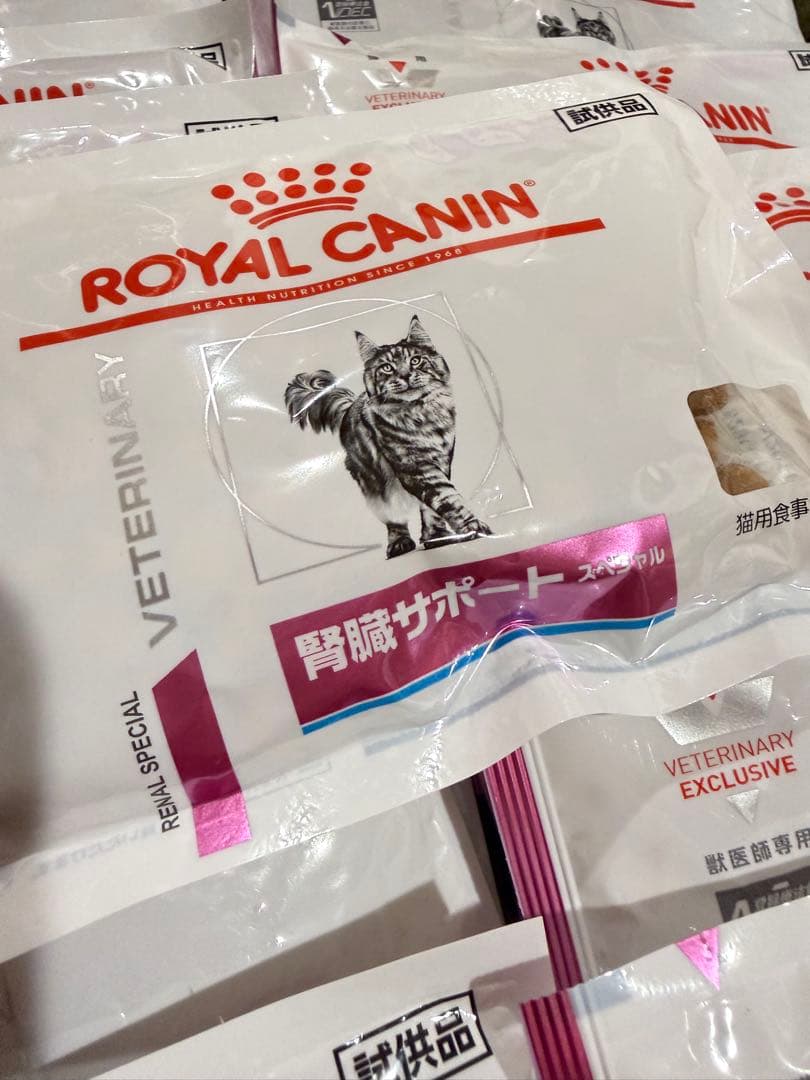 試供品
ROYAL CANIN®
HEALTH NUTRITION SINCE 1968
VETERINARY
猫用食事
腎臓サポート スペシャル
RENAL SPECIAL
VETERINARY
EXCLUSIVE
NIN®
VETERINARY
EXCLUSIVE
獣医師専用
試供品